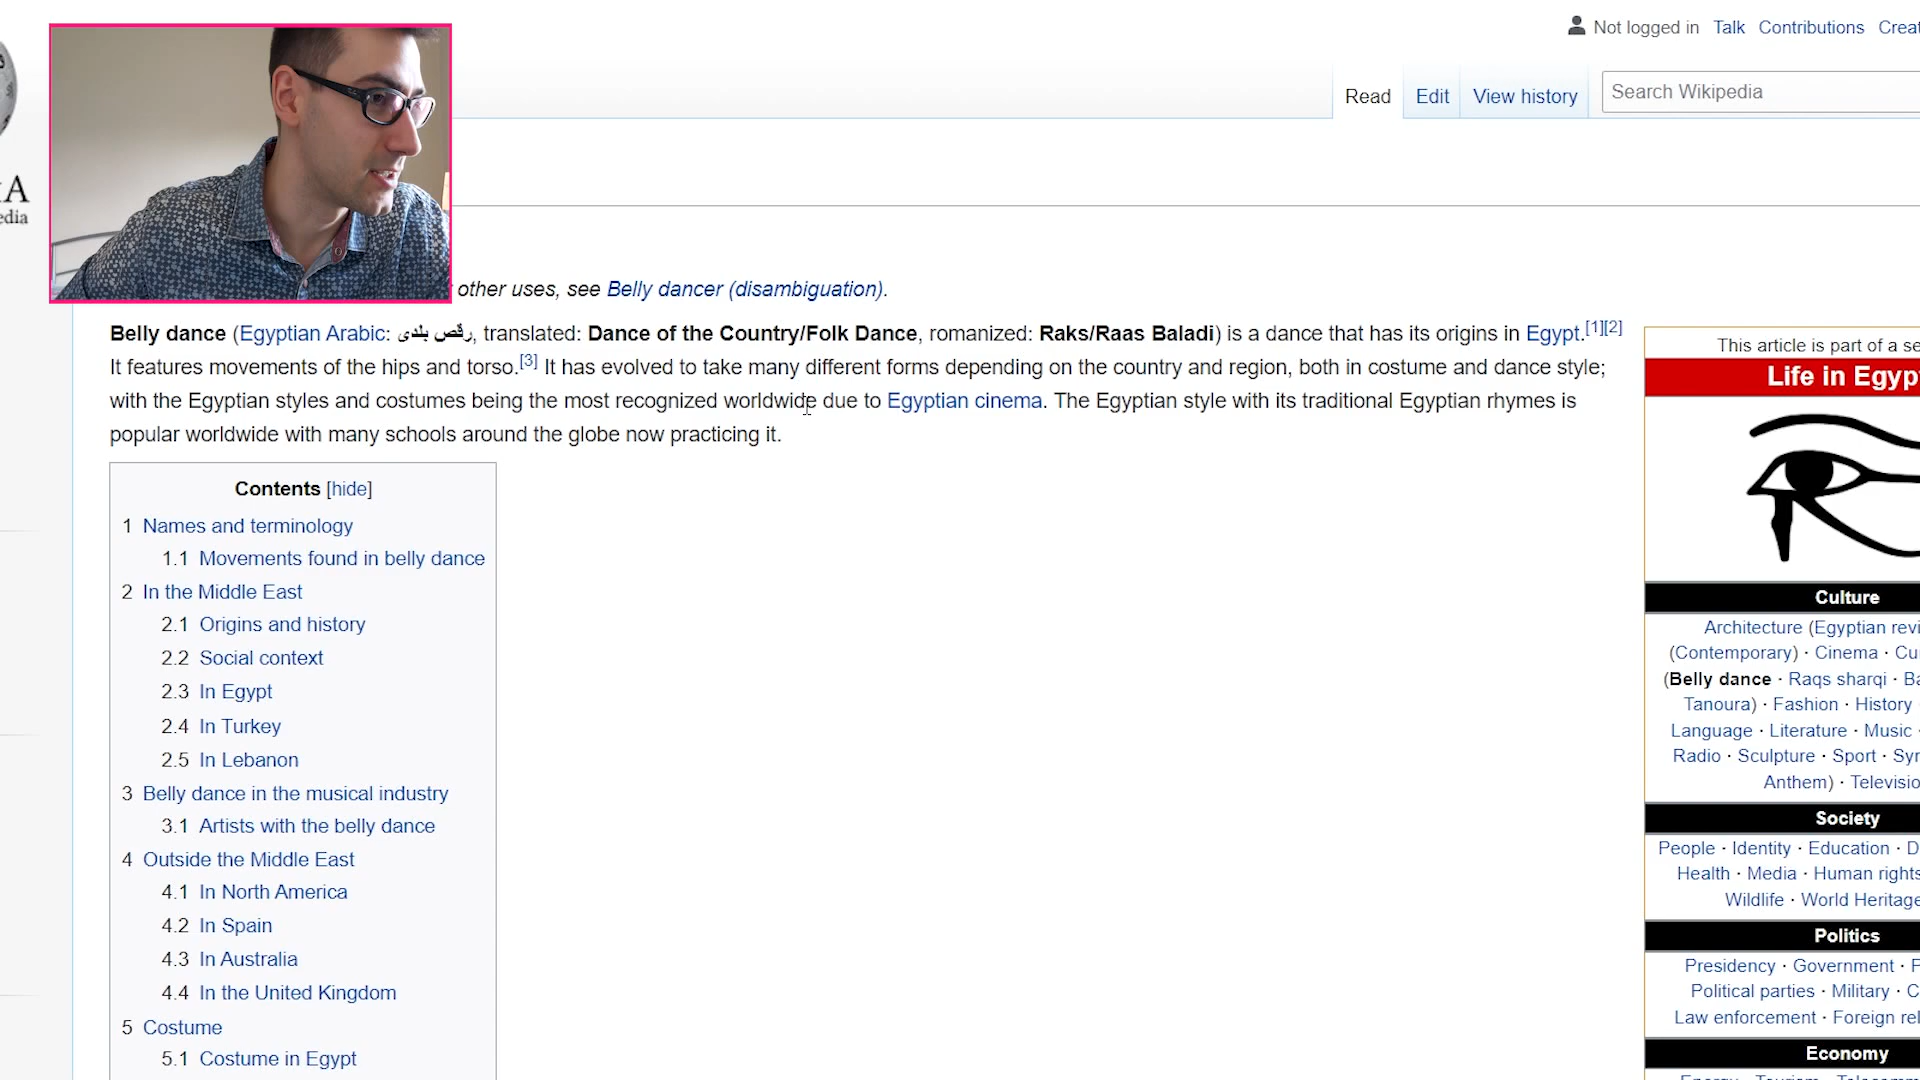 Not logged in Talk Contributions
Read Edit View history Search Wikipedia
A
edia
other uses, see Belly dancer (disambiguation).
Belly dance (Egyptian Arabic: رقص بلدى, translated: Dance of the Country/Folk Dance, romanized: Raks/Raas Baladi) is a dance that has its origins in Egypt.[1][2]
It features movements of the hips and torso.[3] It has evolved to take many different forms depending on the country and region, both in costume and dance style;
with the Egyptian styles and costumes being the most recognized worldwide due to Egyptian cinema. The Egyptian style with its traditional Egyptian rhymes is
popular worldwide with many schools around the globe now practicing it.
Contents [hide]
1 Names and terminology
1.1 Movements found in belly dance
2 In the Middle East
2.1 Origins and history
2.2 Social context
2.3 In Egypt
2.4 In Turkey
2.5 In Lebanon
3 Belly dance in the musical industry
3.1 Artists with the belly dance
4 Outside the Middle East
4.1 In North America
4.2 In Spain
4.3 In Australia
4.4 In the United Kingdom
5 Costume
5.1 Costume in Egypt
This article is part of a se
Life in Egyp
Culture
Architecture (Egyptian revi
(Contemporary) · Cinema · Cu
(Belly dance · Raqs sharqi · Ba
Tanoura) · Fashion · History
Language · Literature · Music ·
Radio · Sculpture · Sport · Syr
Anthem) · Televisio
Society
People · Identity · Education · D
Health · Media · Human rights
Wildlife · World Heritage
Politics
Presidency · Government · F
Political parties · Military · C
Law enforcement · Foreign rel
Economy